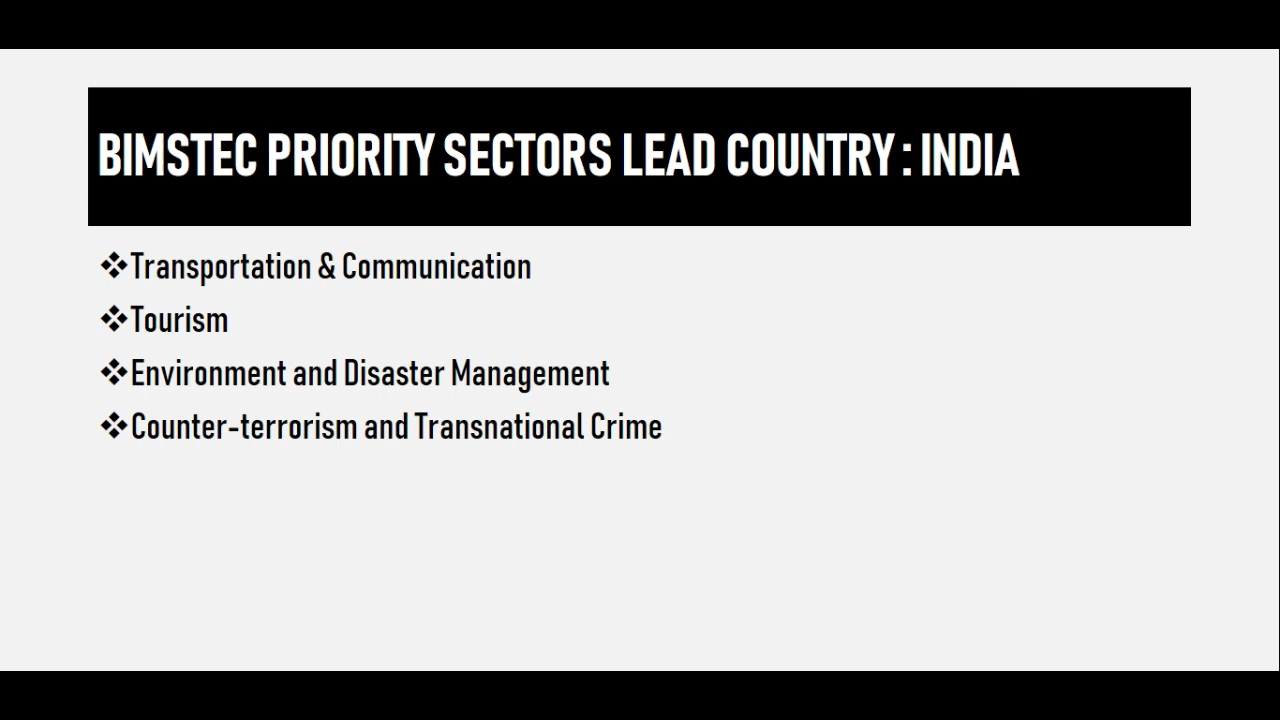 BIMSTEC PRIORITY SECTORS LEAD COUNTRY : INDIA
❖Transportation & Communication
❖Tourism
❖Environment and Disaster Management
❖Counter-terrorism and Transnational Crime